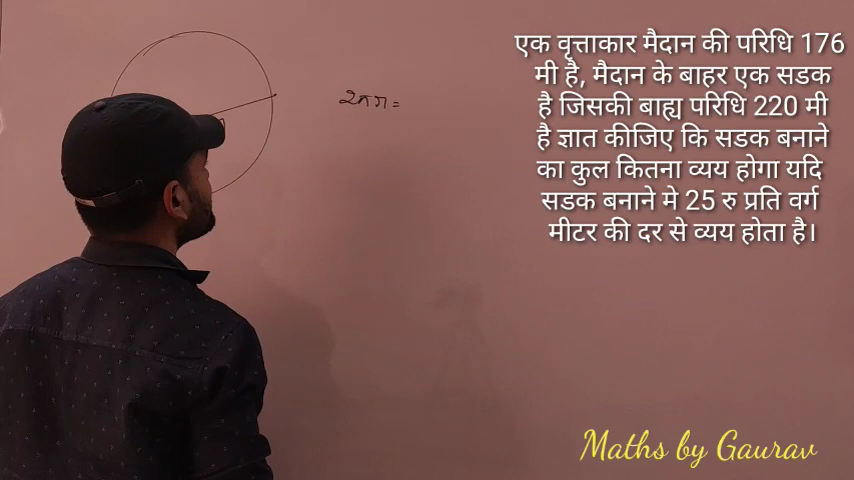 2πr=
एक वृत्ताकार मैदान की परिधि 176
मी है, मैदान के बाहर एक सडक
है जिसकी बाह्य परिधि 220 मी
है ज्ञात कीजिए कि सडक बनाने
का कुल कितना व्यय होगा यदि
सडक बनाने मे 25 रु प्रति वर्ग
मीटर की दर से व्यय होता है।
Maths by Gaurav